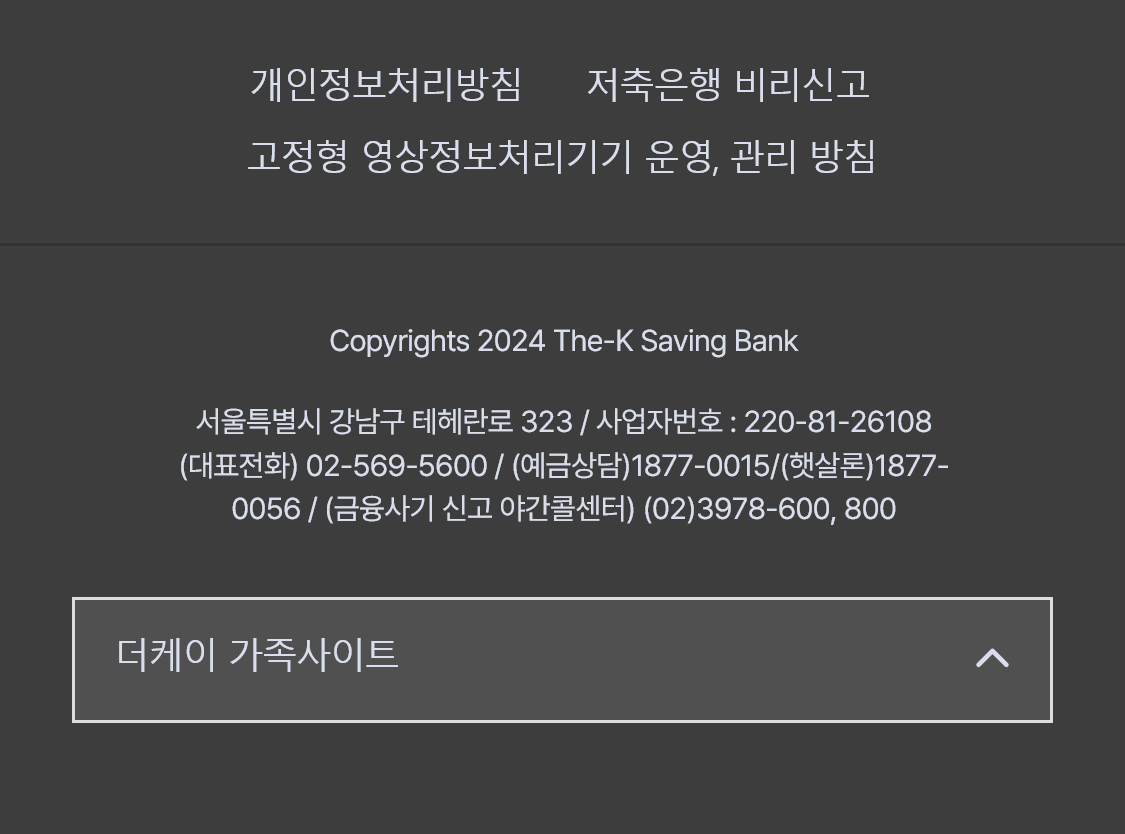 개인정보처리방침 저축은행 비리신고
고정형 영상정보처리기기 운영, 관리 방침
Copyrights 2024 The-K Saving Bank
서울특별시 강남구 테헤란로 323 / 사업자번호 : 220-81-26108
(대표전화) 02-569-5600 / (예금상담)1877-0015/(햇살론)1877-
0056 / (금융사기 신고 야간콜센터) (02)3978-600, 800
더케이 가족사이트